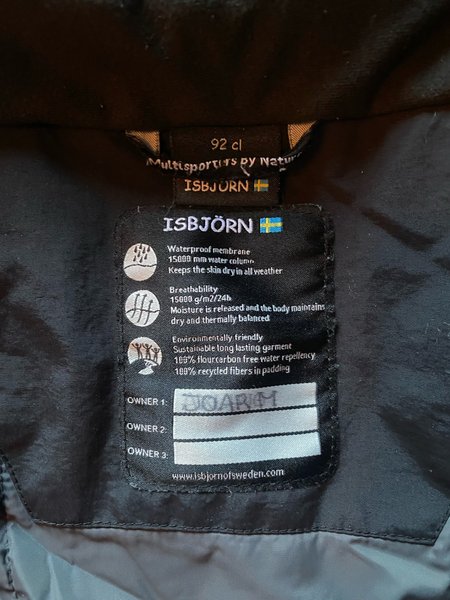 92 cl
Multisporters by Nature
ISBJÖRN
ISBJÖRN
Waterproof membrane
15000 mm water column
Keeps the skin dry in all weather
Breathability
15000 g/m2/24h
Moisture is released and the body maintains
dry and thermally balanced
Environmentally friendly
Sustainable long lasting garment
100% flourcarbon free water repellency
100% recycled fibers in padding
OWNER 1: JOAR M
OWNER 2:
OWNER 3:
www.isbjornofsweden.com